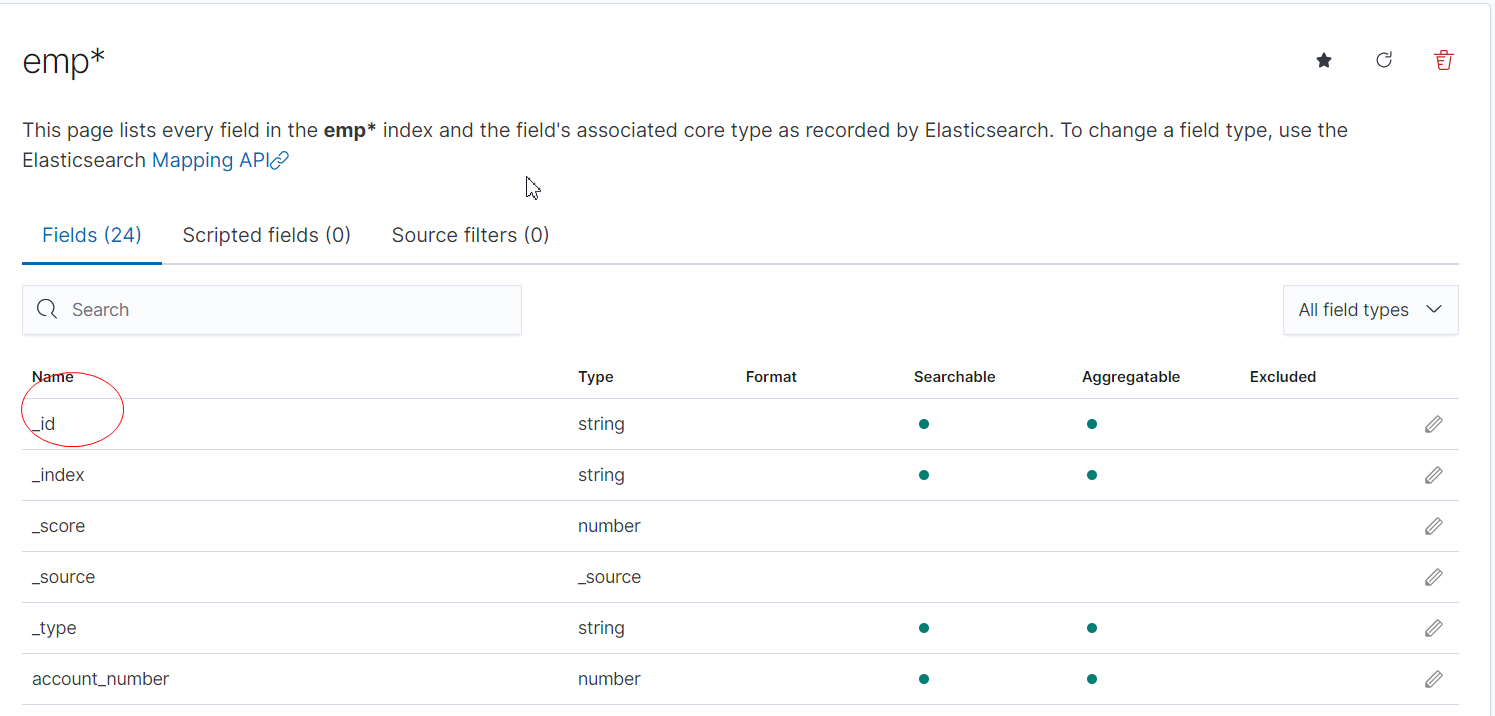 emp*
This page lists every field in the emp* index and the field's associated core type as recorded by Elasticsearch. To change a field type, use the
Elasticsearch Mapping API
Fields (24) Scripted fields (0) Source filters (0)
Search All field types
Name Type Format Searchable Aggregatable Excluded
_id string
_index string
_score number
_source _source
_type string
account_number number